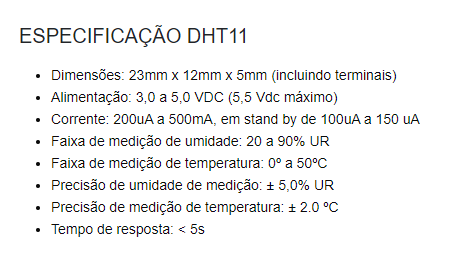 ESPECIFICAÇÃO DHT11
• Dimensões: 23mm x 12mm x 5mm (incluindo terminais)
• Alimentação: 3,0 a 5,0 VDC (5,5 Vdc máximo)
• Corrente: 200uA a 500mA, em stand by de 100uA a 150 uA
• Faixa de medição de umidade: 20 a 90% UR
• Faixa de medição de temperatura: 0º a 50ºC
• Precisão de umidade de medição: ± 5,0% UR
• Precisão de medição de temperatura: ± 2.0 ºC
• Tempo de resposta: < 5s